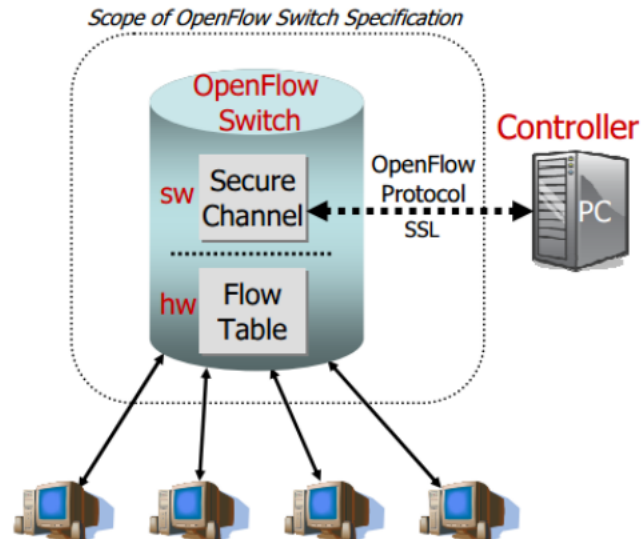 Scope of OpenFlow Switch Specification
OpenFlow
Switch
Controller
sw
Secure
Channel
OpenFlow
Protocol
SSL
PC
hw
Flow
Table